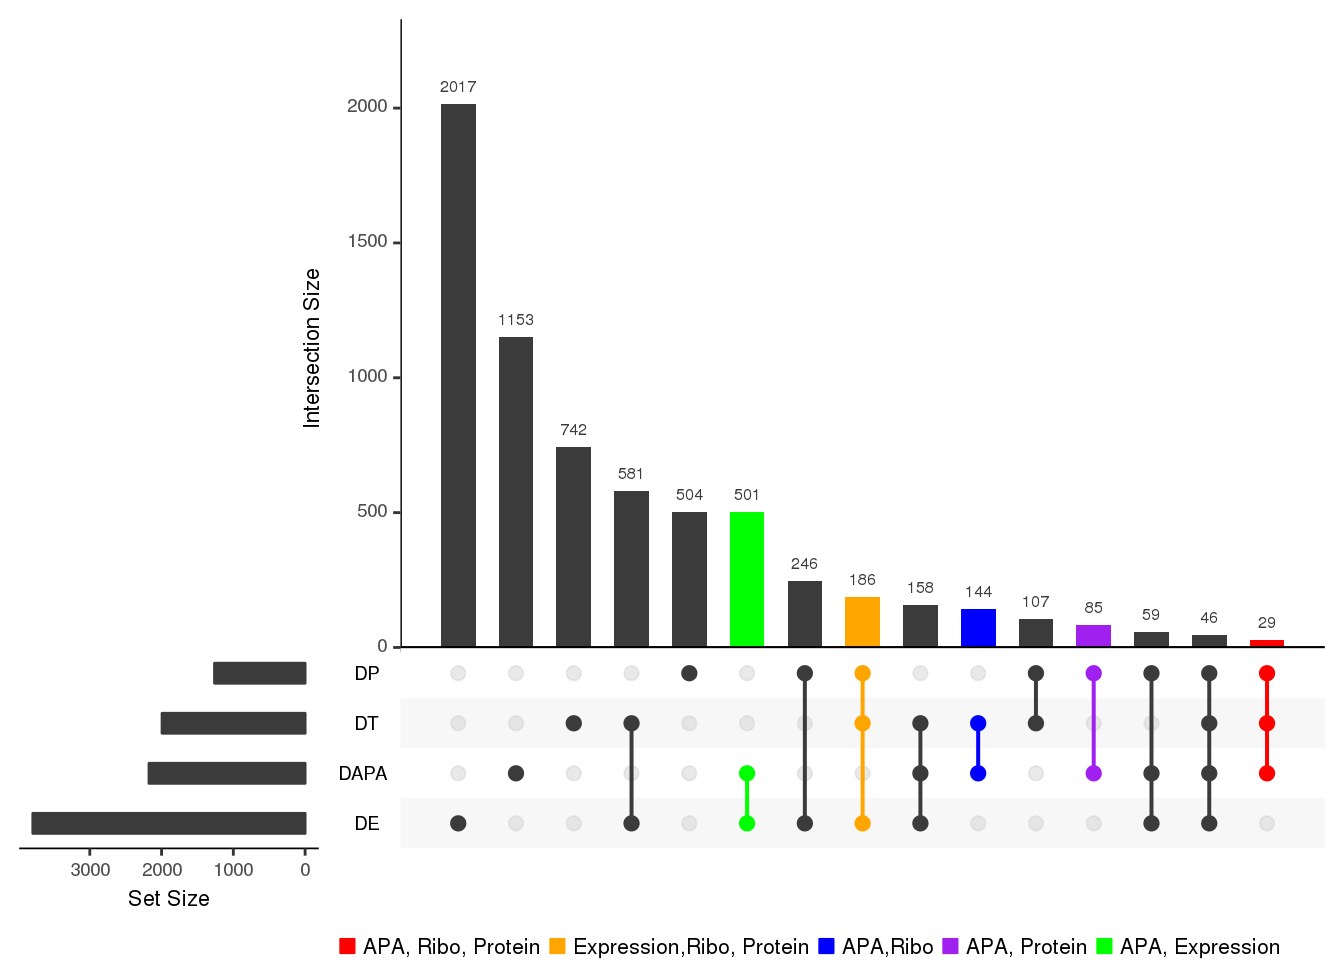 2017
2000
1500
1153
1000
742
581
504
501
500
246
186
158
144
107
85
59
46
29
0
Intersection Size
DP
DT
DAPA
DE
3000 2000 1000 0
Set Size
APA, Ribo, Protein Expression,Ribo, Protein APA,Ribo APA, Protein APA, Expression